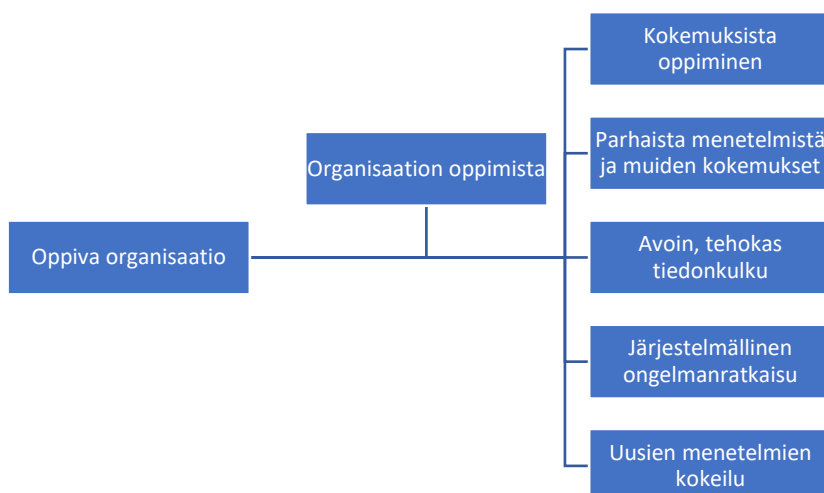 Kokemuksista
oppiminen
Organisaation oppimista
Parhaista menetelmistä
ja muiden kokemukset
Oppiva organisaatio
Avoin, tehokas
tiedonkulku
Järjestelmällinen
ongelmanratkaisu
Uusien menetelmien
kokeilu